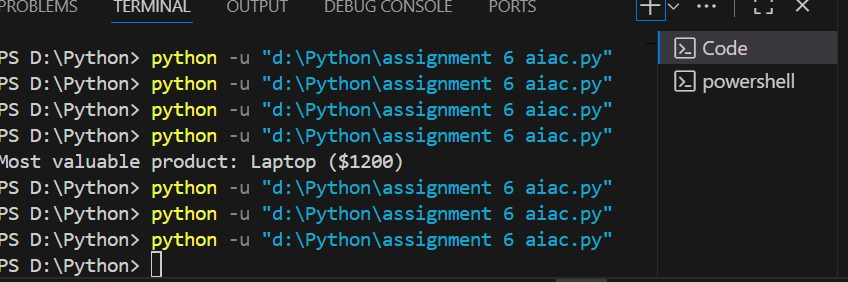 PROBLEMS TERMINAL OUTPUT DEBUG CONSOLE PORTS
PS D:\Python> python -u "d:\Python\assignment 6 aiac.py"
PS D:\Python> python -u "d:\Python\assignment 6 aiac.py"
PS D:\Python> python -u "d:\Python\assignment 6 aiac.py"
PS D:\Python> python -u "d:\Python\assignment 6 aiac.py"
Most valuable product: Laptop ($1200)
PS D:\Python> python -u "d:\Python\assignment 6 aiac.py"
PS D:\Python> python -u "d:\Python\assignment 6 aiac.py"
PS D:\Python> python -u "d:\Python\assignment 6 aiac.py"
PS D:\Python>
Code
powershell